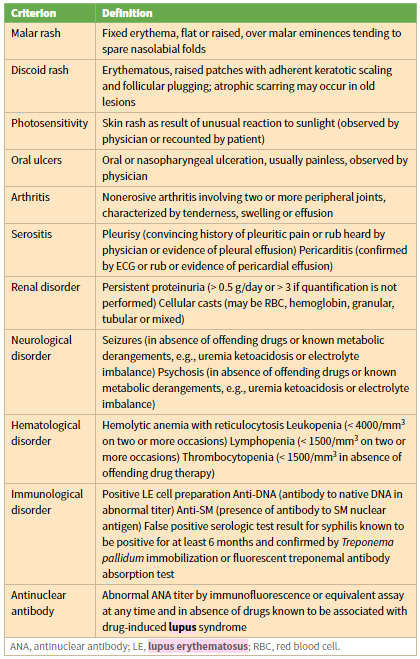 Criterion Definition
Malar rash Fixed erythema, flat or raised, over malar eminences tending to
spare nasolabial folds
Discoid rash Erythematous, raised patches with adherent keratotic scaling
and follicular plugging; atrophic scarring may occur in old
lesions
Photosensitivity Skin rash as result of unusual reaction to sunlight (observed by
physician or recounted by patient)
Oral ulcers Oral or nasopharyngeal ulceration, usually painless, observed by
physician
Arthritis Nonerosive arthritis involving two or more peripheral joints,
characterized by tenderness, swelling or effusion
Serositis Pleurisy (convincing history of pleuritic pain or rub heard by
physician or evidence of pleural effusion) Pericarditis (confirmed
by ECG or rub or evidence of pericardial effusion)
Renal disorder Persistent proteinuria (> 0.5 g/day or > 3 if quantification is not
performed) Cellular casts (may be RBC, hemoglobin, granular,
tubular or mixed)
Neurological Seizures (in absence of offending drugs or known metabolic
disorder derangements, e.g., uremia ketoacidosis or electrolyte
imbalance) Psychosis (in absence of offending drugs or known
metabolic derangements, e.g., uremia ketoacidosis or electrolyte
imbalance)
Hematological Hemolytic anemia with reticulocytosis Leukopenia (< 4000/mm³
disorder on two or more occasions) Lymphopenia (< 1500/mm³ on two or
more occasions) Thrombocytopenia (< 1500/mm³ in absence of
offending drug therapy)
Immunological Positive LE cell preparation Anti-DNA (antibody to native DNA in
disorder abnormal titer) Anti-SM (presence of antibody to SM nuclear
antigen) False positive serologic test result for syphilis known to
be positive for at least 6 months and confirmed by Treponema
pallidum immobilization or fluorescent treponemal antibody
absorption test
Antinuclear Abnormal ANA titer by immunofluorescence or equivalent assay
antibody at any time and in absence of drugs known to be associated with
drug-induced lupus syndrome
ANA, antinuclear antibody; LE, lupus erythematosus; RBC, red blood cell.